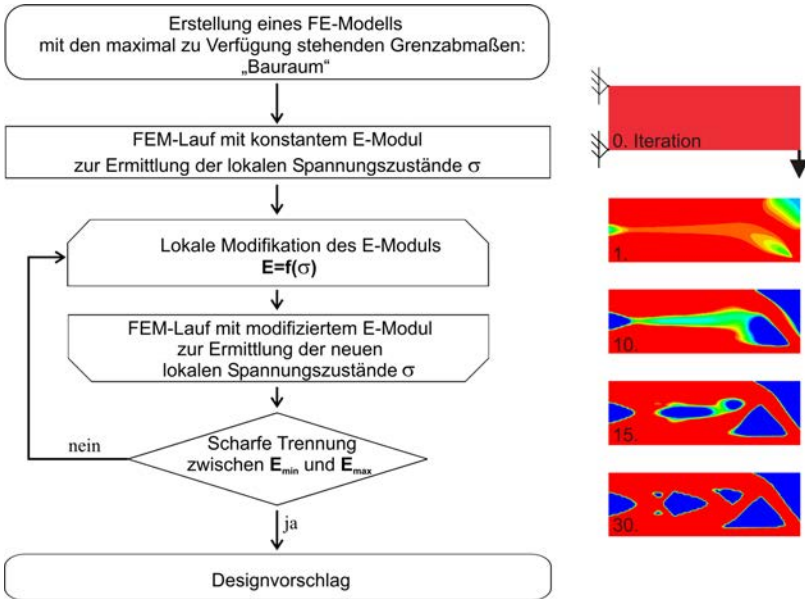 Erstellung eines FE-Modells
mit den maximal zu Verfügung stehenden Grenzabmaßen:
„Bauraum“
FEM-Lauf mit konstantem E-Modul
zur Ermittlung der lokalen Spannungszustände σ
Lokale Modifikation des E-Moduls
E=f(σ)
FEM-Lauf mit modifiziertem E-Modul
zur Ermittlung der neuen
lokalen Spannungszustände σ
nein
Scharfe Trennung
zwischen Emin und Emax
ja
Designvorschlag
0. Iteration
1.
10.
15.
30.